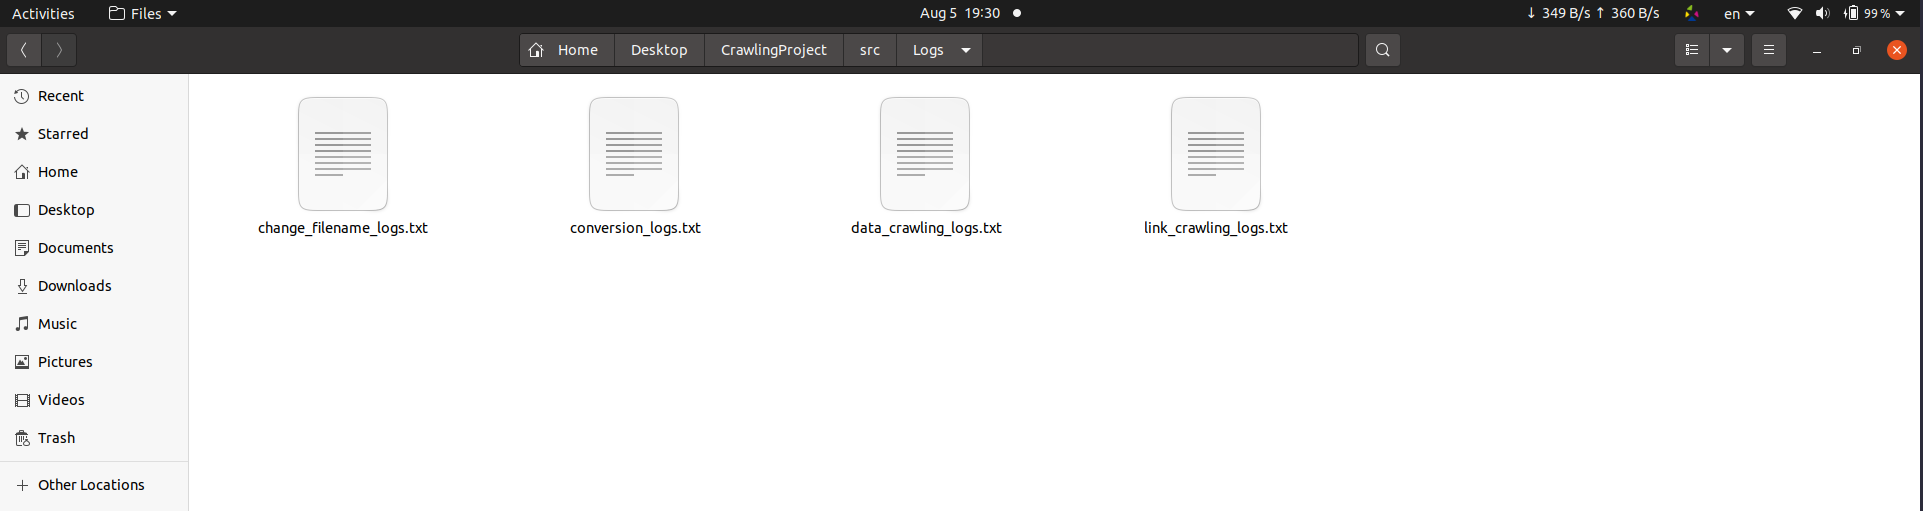 Activities Files Aug 5 19:30 ↓ 349 B/s ↑ 360 B/s en 99 %
Home Desktop CrawlingProject src Logs
Recent
Starred
Home
Desktop
Documents
Downloads
Music
Pictures
Videos
Trash
+ Other Locations
change_filename_logs.txt conversion_logs.txt data_crawling_logs.txt link_crawling_logs.txt